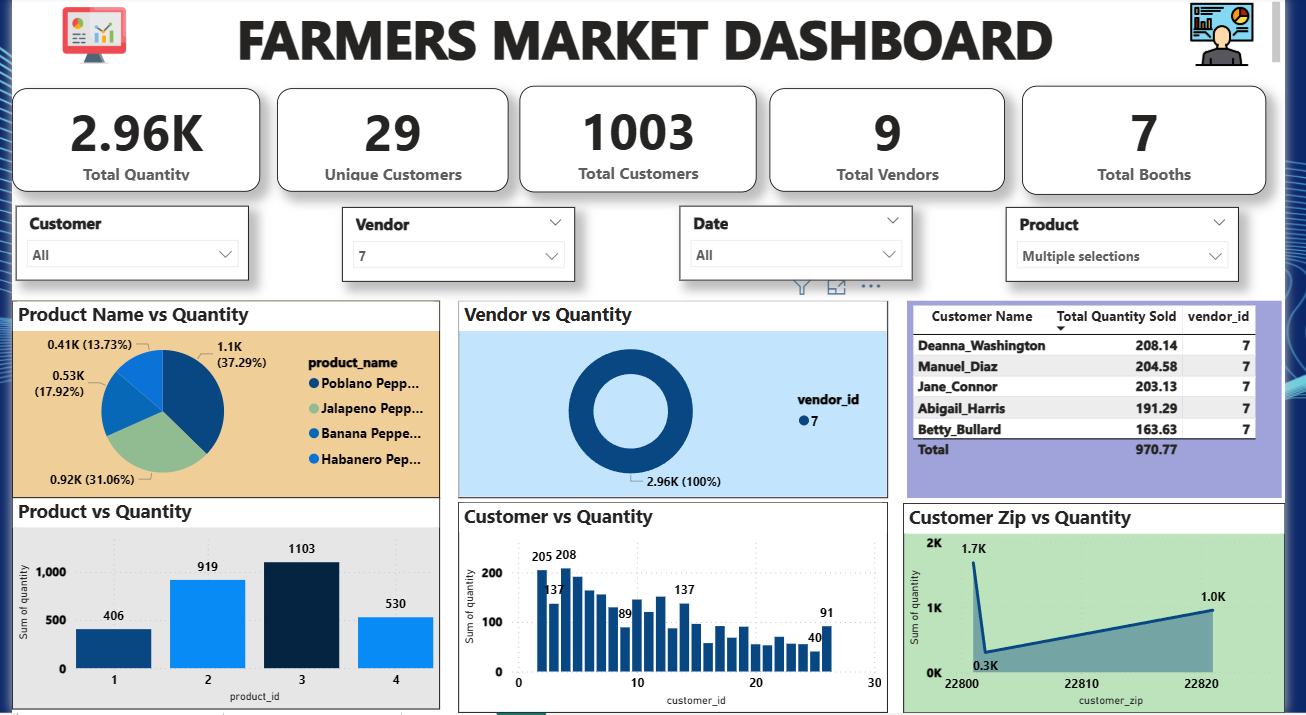 FARMERS MARKET DASHBOARD
2.96K
Total Quantity
29
Unique Customers
1003
Total Customers
9
Total Vendors
7
Total Booths
Customer
All
Vendor
7
Date
All
Product
Multiple selections
Product Name vs Quantity
0.41K (13.73%)
1.1K
(37.29%)
0.53K
(17.92%)
0.92K (31.06%)
product_name
Poblano Pepp...
Jalapeno Pepp...
Banana Peppe...
Habanero Pep...
Vendor vs Quantity
vendor_id
7
2.96K (100%)
Customer Name Total Quantity Sold vendor_id
Deanna_Washington 208.14 7
Manuel_Diaz 204.58 7
Jane_Connor 203.13 7
Abigail_Harris 191.29 7
Betty_Bullard 163.63 7
Total 970.77
Product vs Quantity
Sum of quantity
1,000
500
0
406
919
1103
530
1 2 3 4
product_id
Customer vs Quantity
Sum of quantity
200
100
0
205 208
137
89
137
40
91
0 10 20 30
customer_id
Customer Zip vs Quantity
Sum of quantity
2K
1K
0K
1.7K
0.3K
1.0K
22800 22810 22820
customer_zip